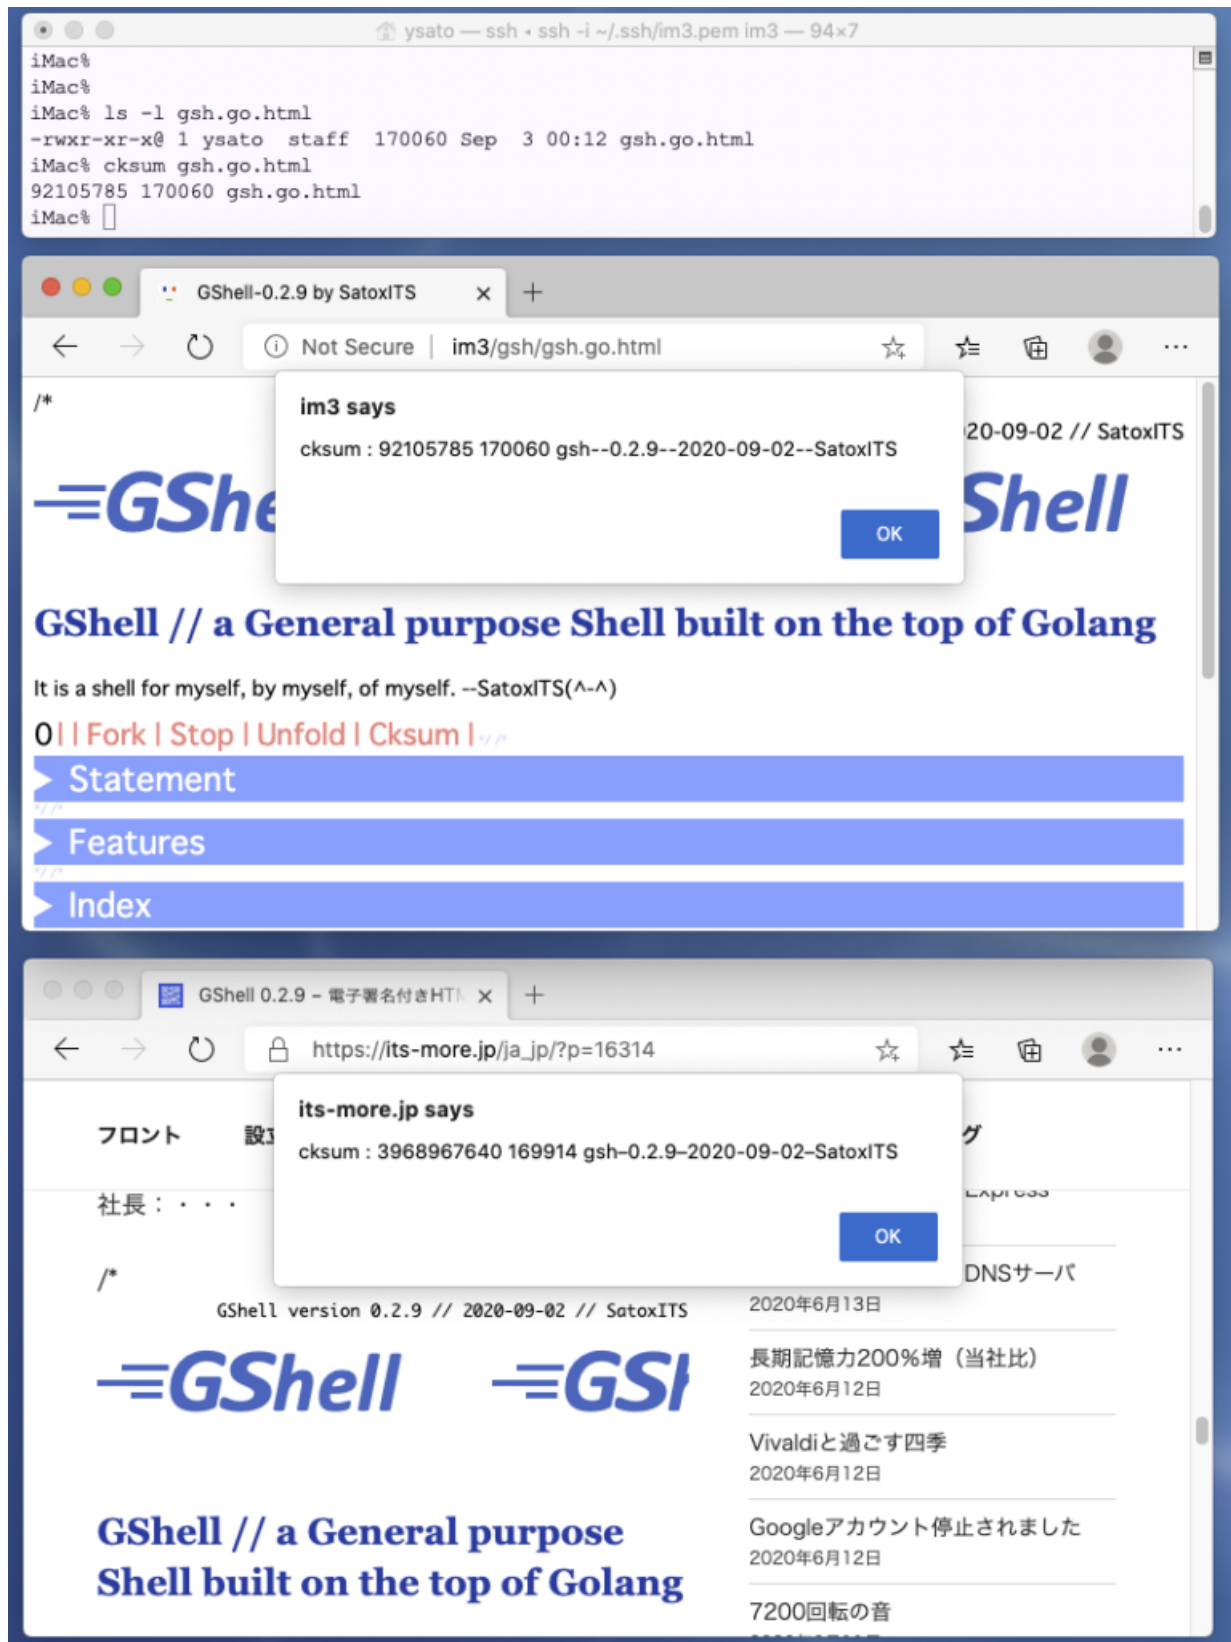 ysato — ssh ◂ ssh -i ~/.ssh/im3.pem im3 — 94×7
iMac%
iMac%
iMac% ls -l gsh.go.html
-rwxr-xr-x@ 1 ysato  staff  170060 Sep  3 00:12 gsh.go.html
iMac% cksum gsh.go.html
92105785 170060 gsh.go.html
iMac%
GShell-0.2.9 by SatoxITS
Not Secure | im3/gsh/gsh.go.html
/*
im3 says
cksum : 92105785 170060 gsh--0.2.9--2020-09-02--SatoxITS
OK
20-09-02 // SatoxITS
GShe
Shell
GShell // a General purpose Shell built on the top of Golang
It is a shell for myself, by myself, of myself. --SatoxITS(^-^)
0| | Fork | Stop | Unfold | Cksum | */ /*
Statement
*/ /*
Features
*/ /*
Index
GShell 0.2.9 – 電子署名付きHT
https://its-more.jp/ja_jp/?p=16314
フロント
設立
グ
its-more.jp says
cksum : 3968967640 169914 gsh–0.2.9–2020-09-02–SatoxITS
OK
社長：・・・
Express
/*
DNSサーバ
2020年6月13日
GShell version 0.2.9 // 2020-09-02 // SatoxITS
GShell
GSh
長期記憶力200%増（当社比）
2020年6月12日
Vivaldiと過ごす四季
2020年6月12日
GShell // a General purpose
Shell built on the top of Golang
Googleアカウント停止されました
2020年6月12日
7200回転の音